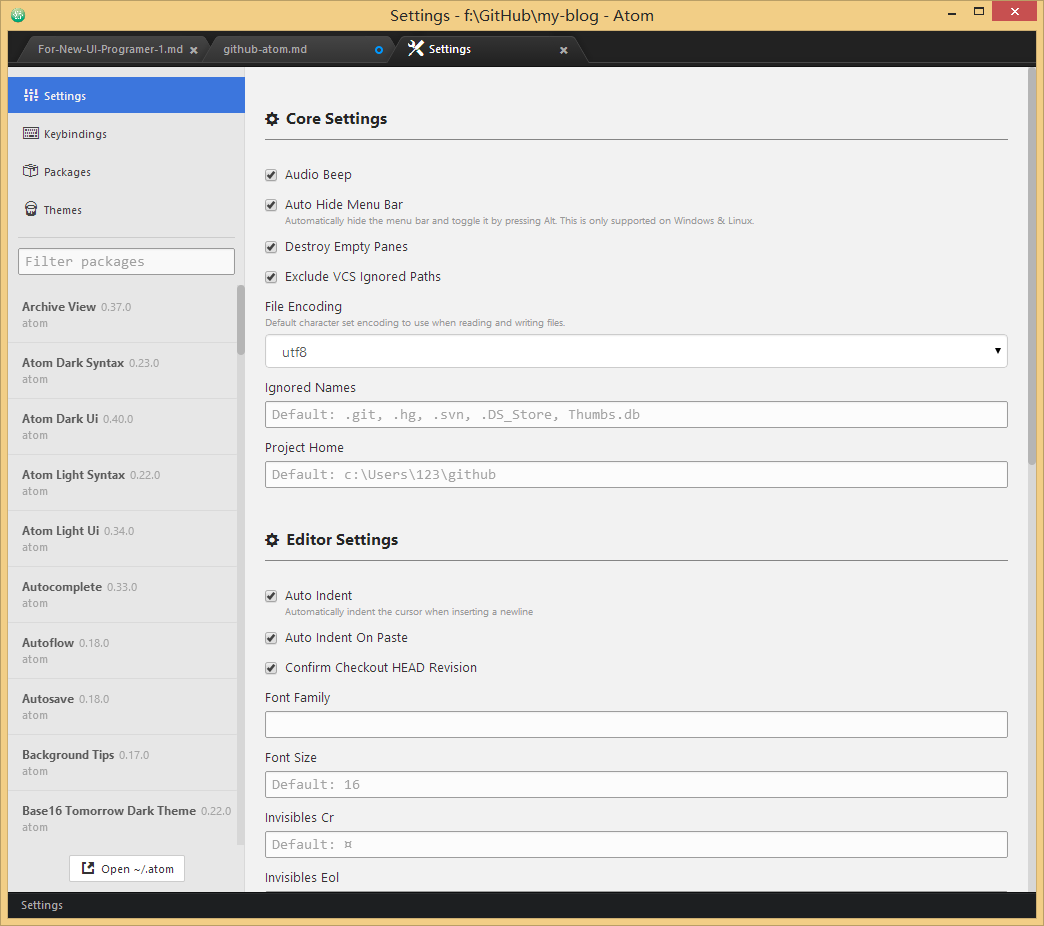 Settings - f:\GitHub\my-blog - Atom
For-New-UI-Programer-1.md
github-atom.md
Settings
Settings
Keybindings
Packages
Themes
Filter packages
Archive View 0.37.0
atom
Atom Dark Syntax 0.23.0
atom
Atom Dark Ui 0.40.0
atom
Atom Light Syntax 0.22.0
atom
Atom Light Ui 0.34.0
atom
Autocomplete 0.33.0
atom
Autoflow 0.18.0
atom
Autosave 0.18.0
atom
Background Tips 0.17.0
atom
Base16 Tomorrow Dark Theme 0.22.0
atom
Open ~/.atom
Core Settings
Audio Beep
Auto Hide Menu Bar
Automatically hide the menu bar and toggle it by pressing Alt. This is only supported on Windows & Linux.
Destroy Empty Panes
Exclude VCS Ignored Paths
File Encoding
Default character set encoding to use when reading and writing files.
utf8
Ignored Names
Default: .git, .hg, .svn, .DS_Store, Thumbs.db
Project Home
Default: c:\Users\123\github
Editor Settings
Auto Indent
Automatically indent the cursor when inserting a newline
Auto Indent On Paste
Confirm Checkout HEAD Revision
Font Family
Font Size
Default: 16
Invisibles Cr
Default: ¤
Invisibles Eol
Settings